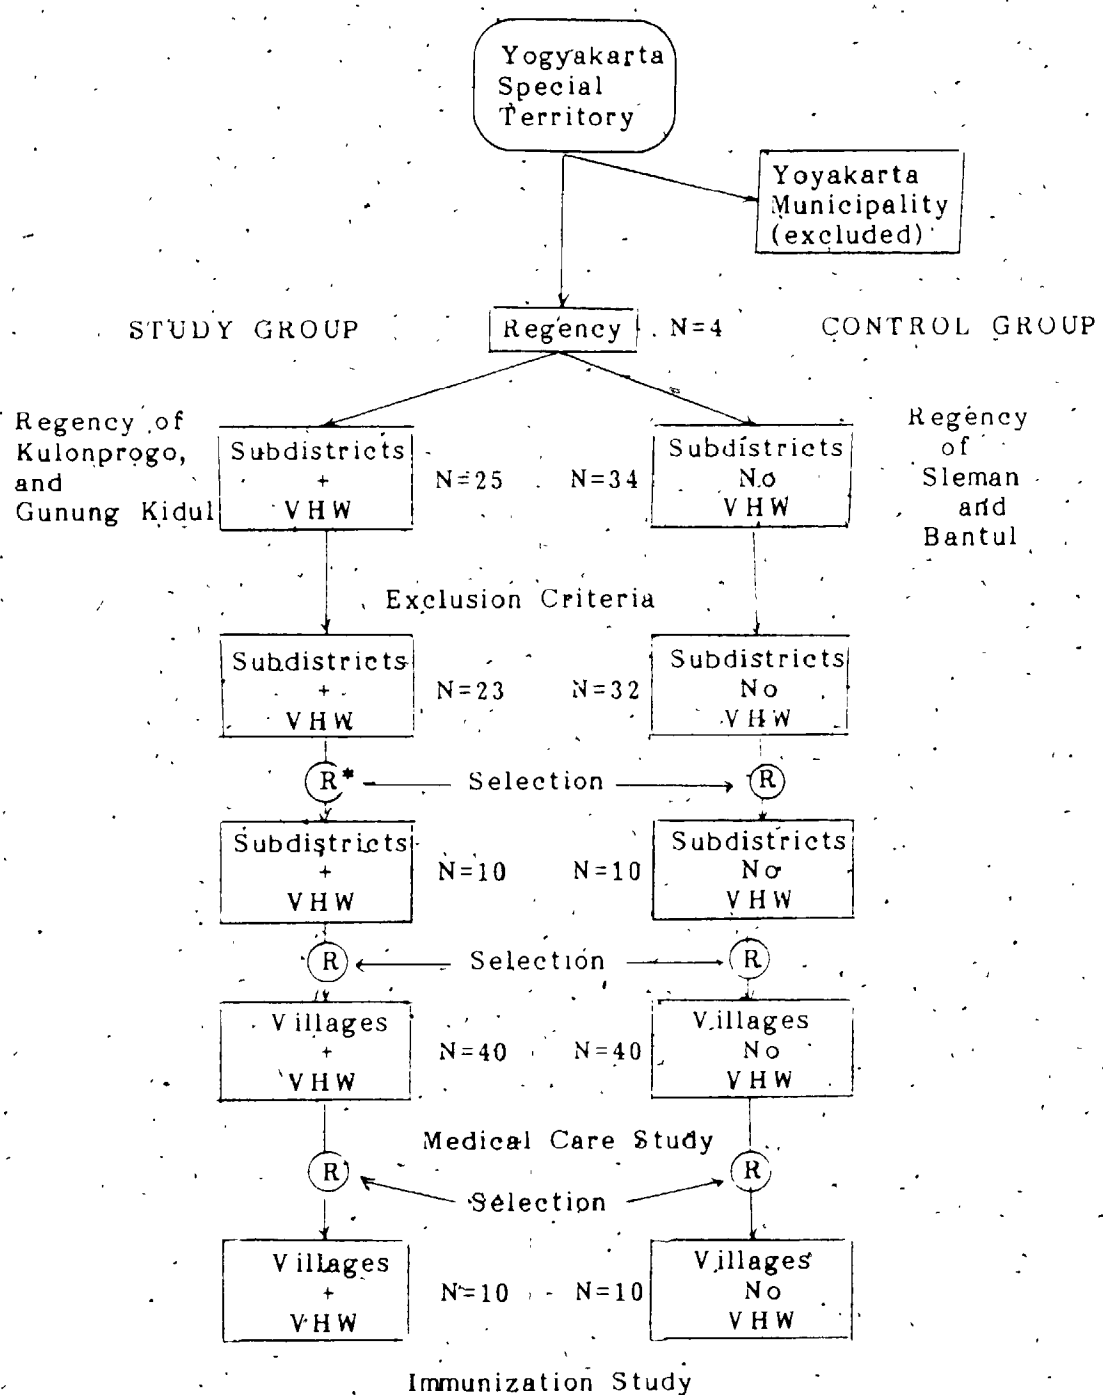 Yogyakarta
Special
Territory
Yoyakarta
Municipality
(excluded)
STUDY GROUP
Regency
N=4
CONTROL GROUP
Regency of
Kulonprogo,
and
Gunung Kidul
Subdistricts
+
VHW
N=25
N=34
Subdistricts
No
VHW
Regency
of
Sleman
and
Bantul
Exclusion Criteria
Subdistricts
+
VHW
N=23
N=32
Subdistricts
No
VHW
R*
Selection
R
Subdistricts
+
VHW
N=10
N=10
Subdistricts
No
VHW
R
Selection
R
Villages
+
VHW
N=40
N=40
Villages
No
VHW
Medical Care Study
R
Selection
R
Villages
+
VHW
N=10
N=10
Villages
No
VHW
Immunization Study